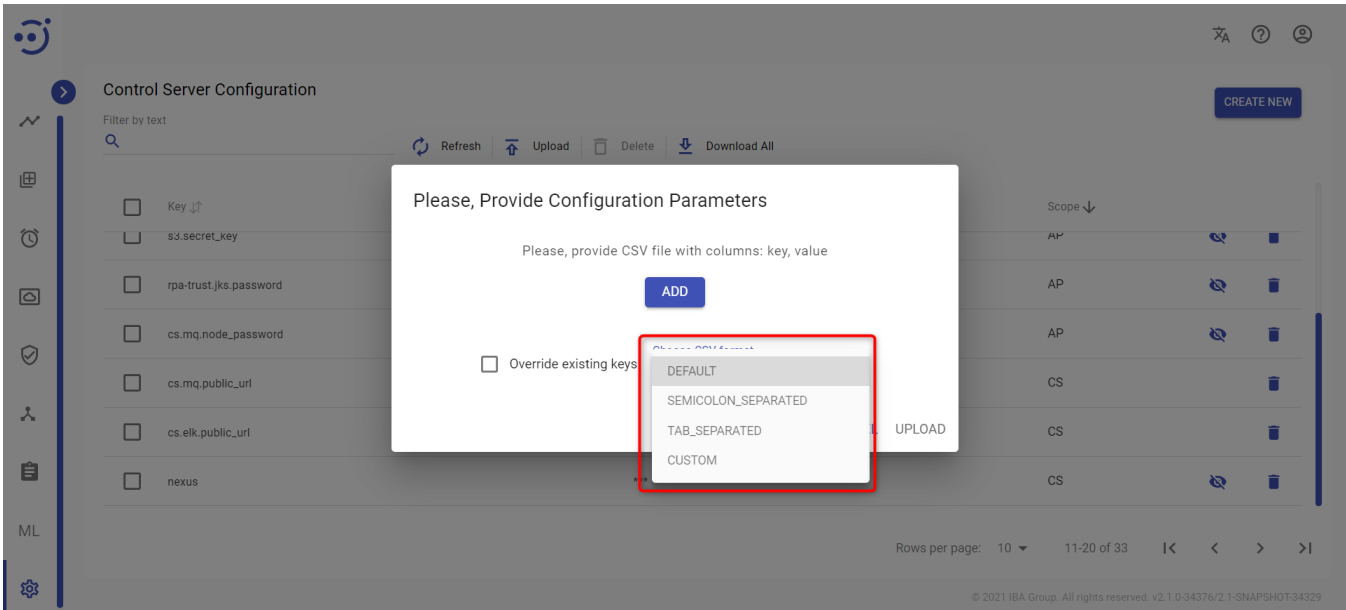 Control Server Configuration
CREATE NEW
Filter by text
Refresh Upload Delete Download All
Please, Provide Configuration Parameters
Key Scope
s3.secret_key AP
Please, provide CSV file with columns: key, value
rpa-trust.jks.password AP
ADD
cs.mq.node_password AP
Choose CSV format
Override existing keys
DEFAULT
cs.mq.public_url CS
SEMICOLON_SEPARATED
cs.elk.public_url CS
TAB_SEPARATED
L UPLOAD
CUSTOM
nexus *** CS
ML
Rows per page: 10 11-20 of 33
© 2021 IBA Group. All rights reserved. v2.1.0-34376/2.1-SNAPSHOT-34329